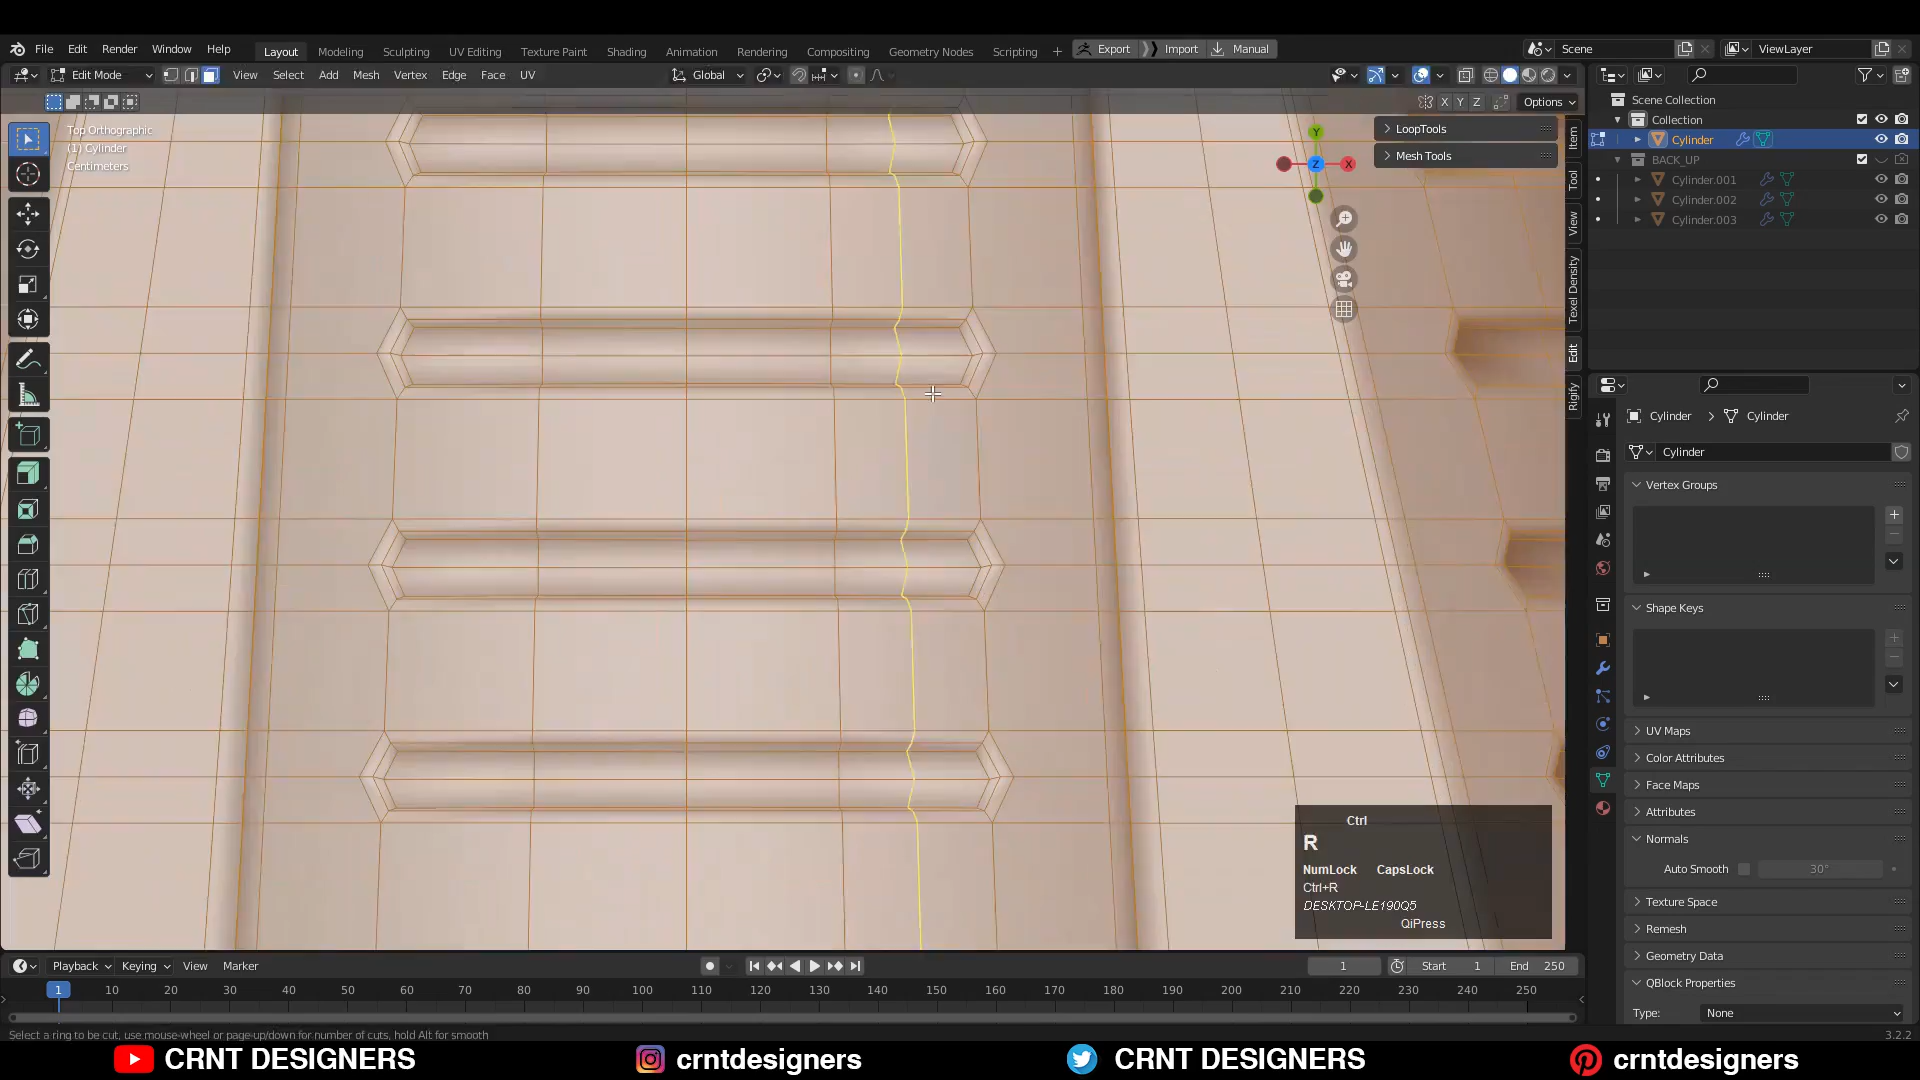 File Edit Render Window Help Layout Modeling Sculpting UV Editing Texture Paint Shading Animation Rendering Compositing Geometry Nodes Scripting + Export Import Manual Scene ViewLayer
Edit Mode View Select Add Mesh Vertex Edge Face UV Global
X Y Z Options
Top Orthographic
(1) Cylinder
Centimeters
LoopTools
Mesh Tools
Y
Z
X
Item
Tool
View
Texel Density
Edit
Rigify
Scene Collection
Collection
Cylinder
BACK_UP
Cylinder.001
Cylinder.002
Cylinder.003
Cylinder > Cylinder
Cylinder
Vertex Groups
Shape Keys
UV Maps
Color Attributes
Face Maps
Attributes
Normals
Auto Smooth 30°
Texture Space
Remesh
Geometry Data
QBlock Properties
Type: None
Ctrl
R
NumLock CapsLock
Ctrl+R
DESKTOP-LE190Q5
QiPress
Playback Keying View Marker 1 Start 1 End 250
1 10 20 30 40 50 60 70 80 90 100 110 120 130 140 150 160 170 180 190 200 210 220 230 240 250
Select a ring to be cut, use mouse-wheel or page-up/down for number of cuts, hold Alt for smooth 3.2.2
CRNT DESIGNERS crntdesigners CRNT DESIGNERS crntdesigners